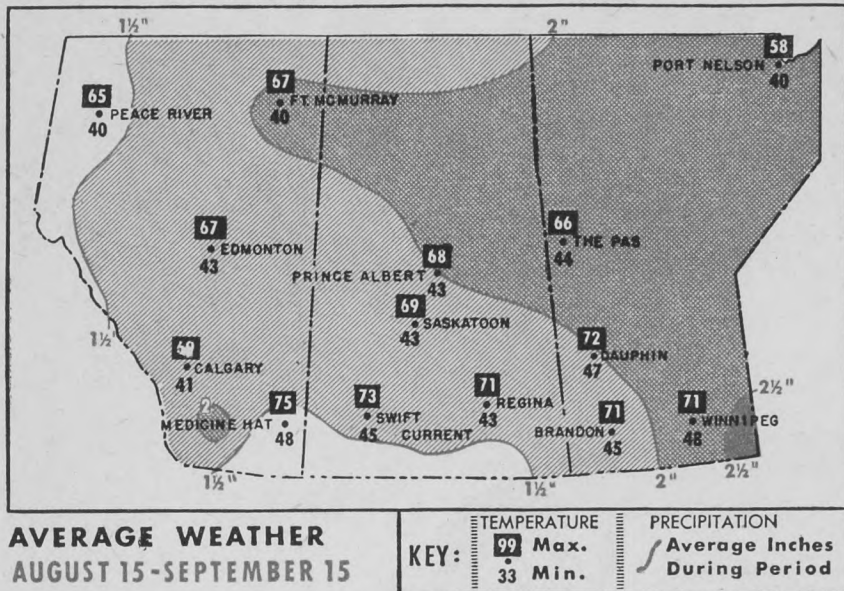 1½" 2"
58
PORT NELSON
40
67
FT. MCMURRAY
40
65
PEACE RIVER
40
67
EDMONTON
43
66
THE PAS
44
68
PRINCE ALBERT
43
69
SASKATOON
43
1½"
CALGARY
41
72
DAUPHIN
47
2½"
2"
MEDICINE HAT
75
48
73
SWIFT
CURRENT
45
71
REGINA
43
71
BRANDON
45
71
WINNIPEG
48
1½" 1½" 2" 2½"
AVERAGE WEATHER
AUGUST 15-SEPTEMBER 15
KEY:
TEMPERATURE
99 Max.
33 Min.
PRECIPITATION
Average Inches
During Period